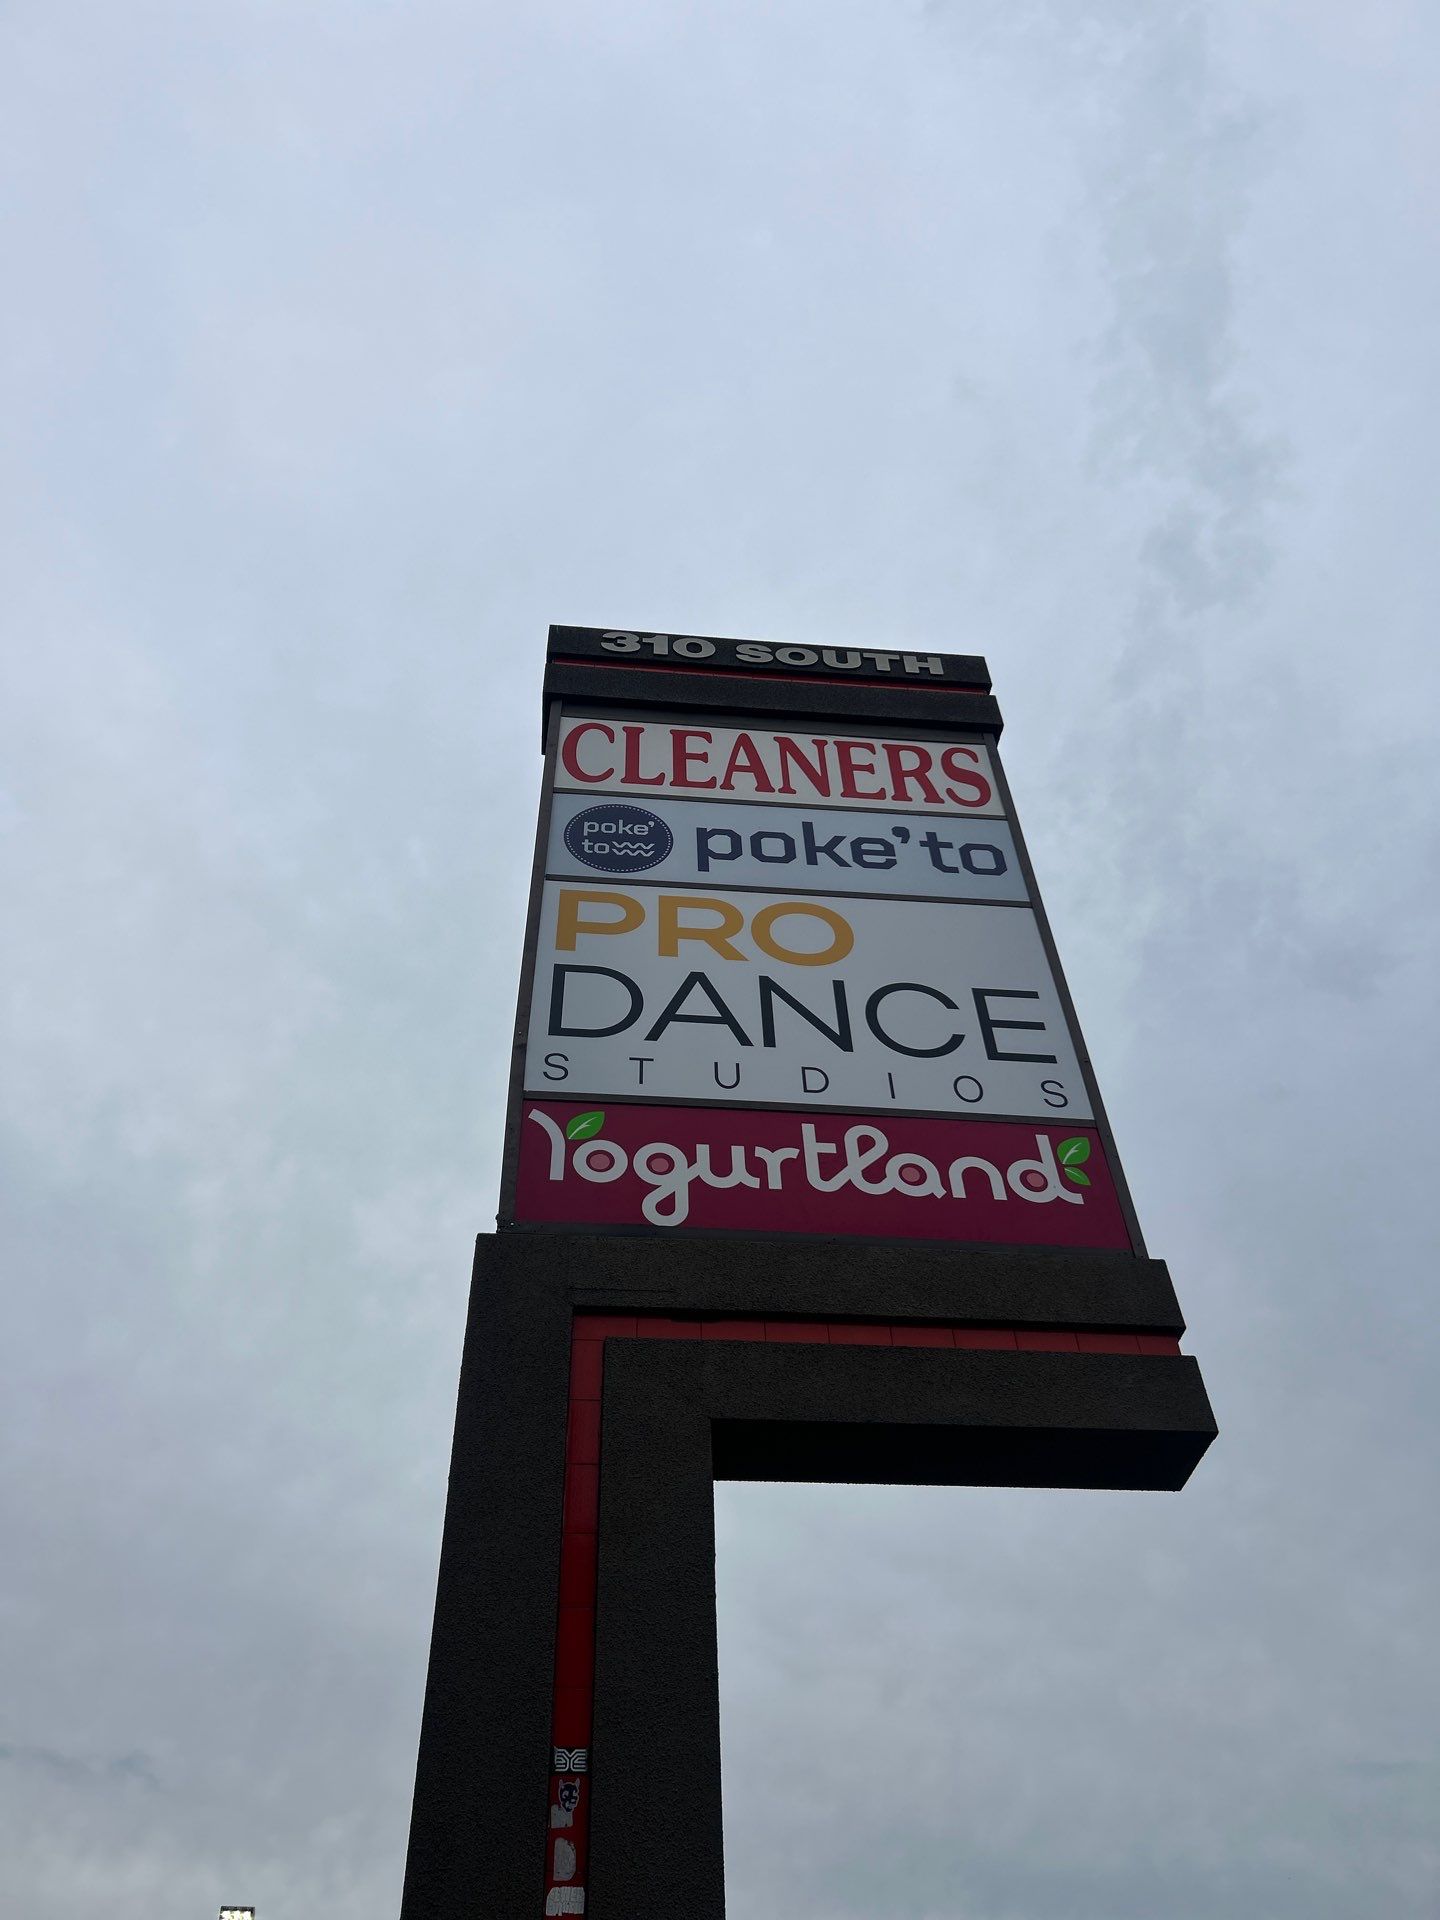 310 SOUTH
CLEANERS
poke'
to
poke'to
PRO
DANCE
STUDIOS
Yogurtland